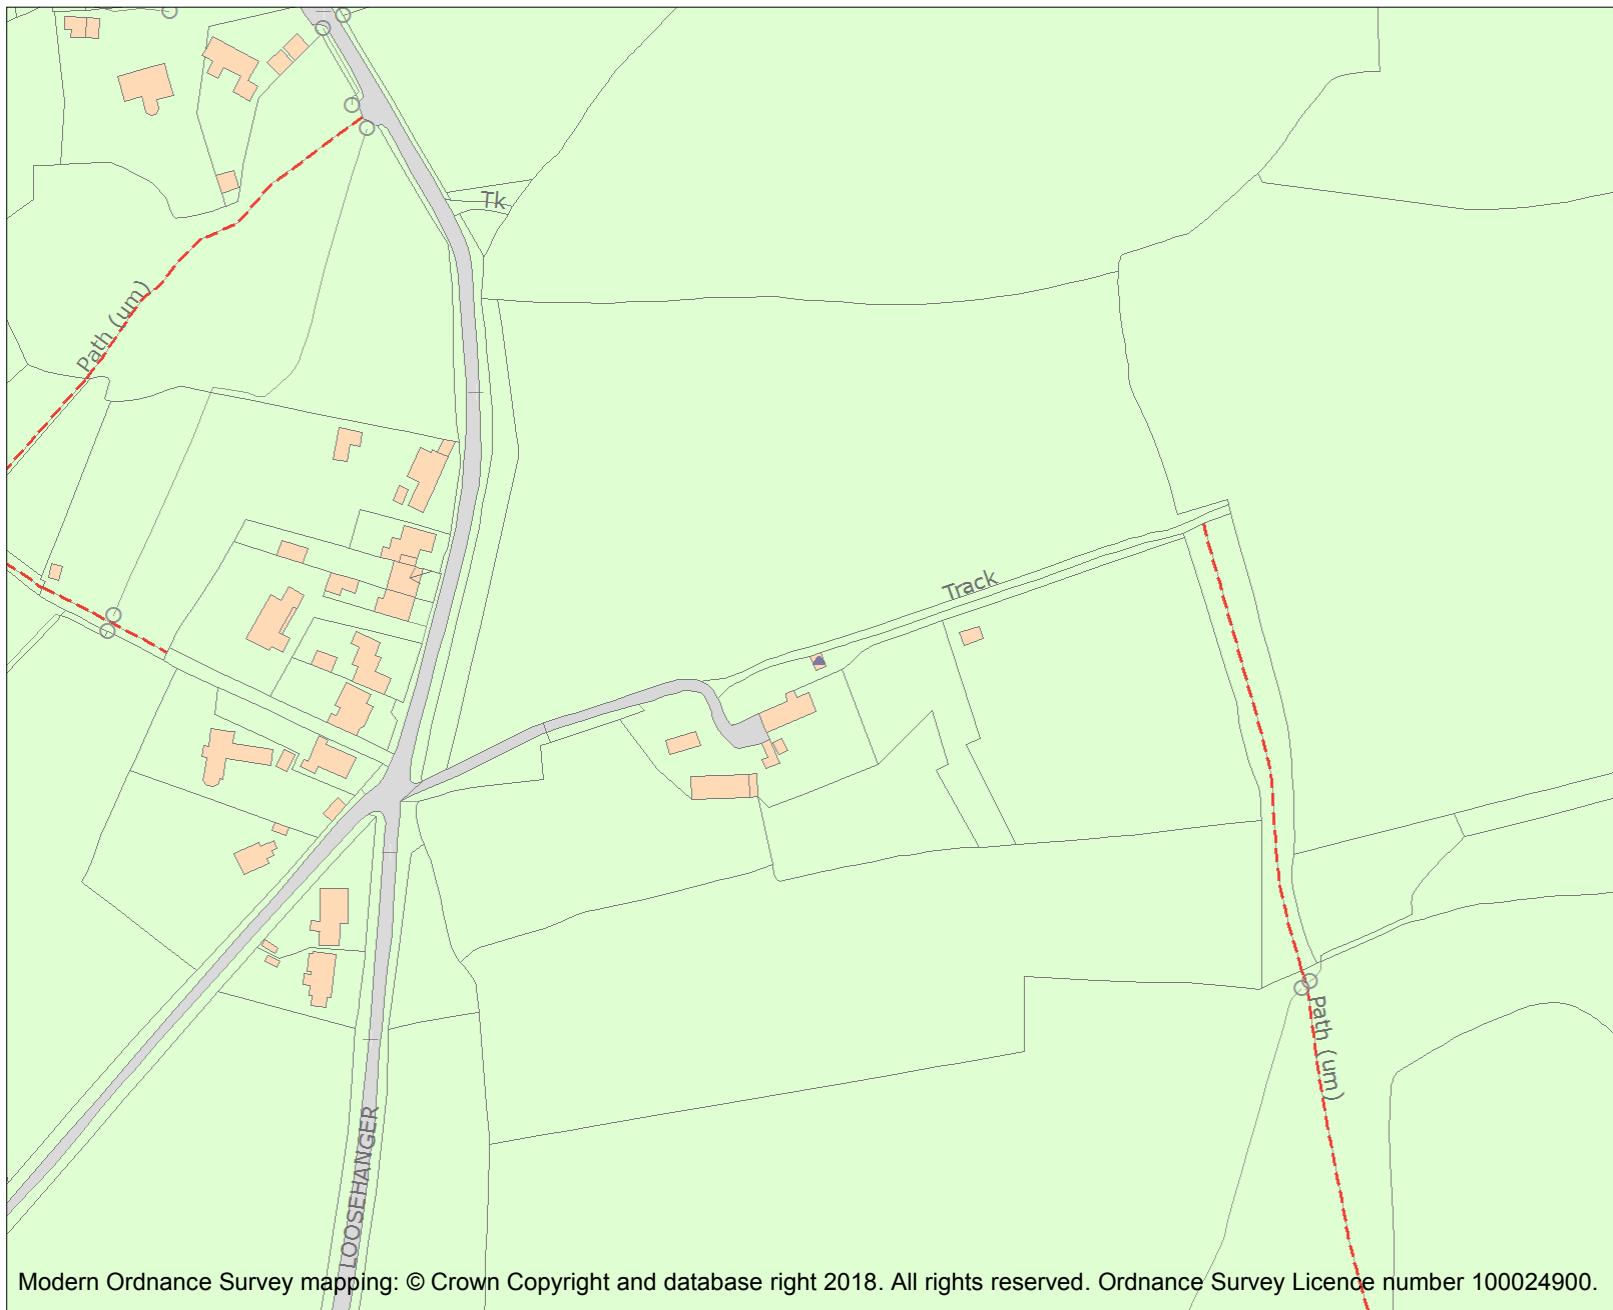 Tk
Path (um)
Track
Path (um)
LOOSEHANGER
Modern Ordnance Survey mapping: © Crown Copyright and database right 2018. All rights reserved. Ordnance Survey Licence number 100024900.